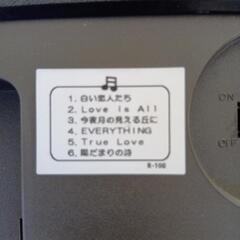 1. 白い恋人たち
2. Love is All
3. 今夜月の見える丘に
4. EVERYTHING
5. True Love
6. 陽だまりの詩
R-100
ON
OFF